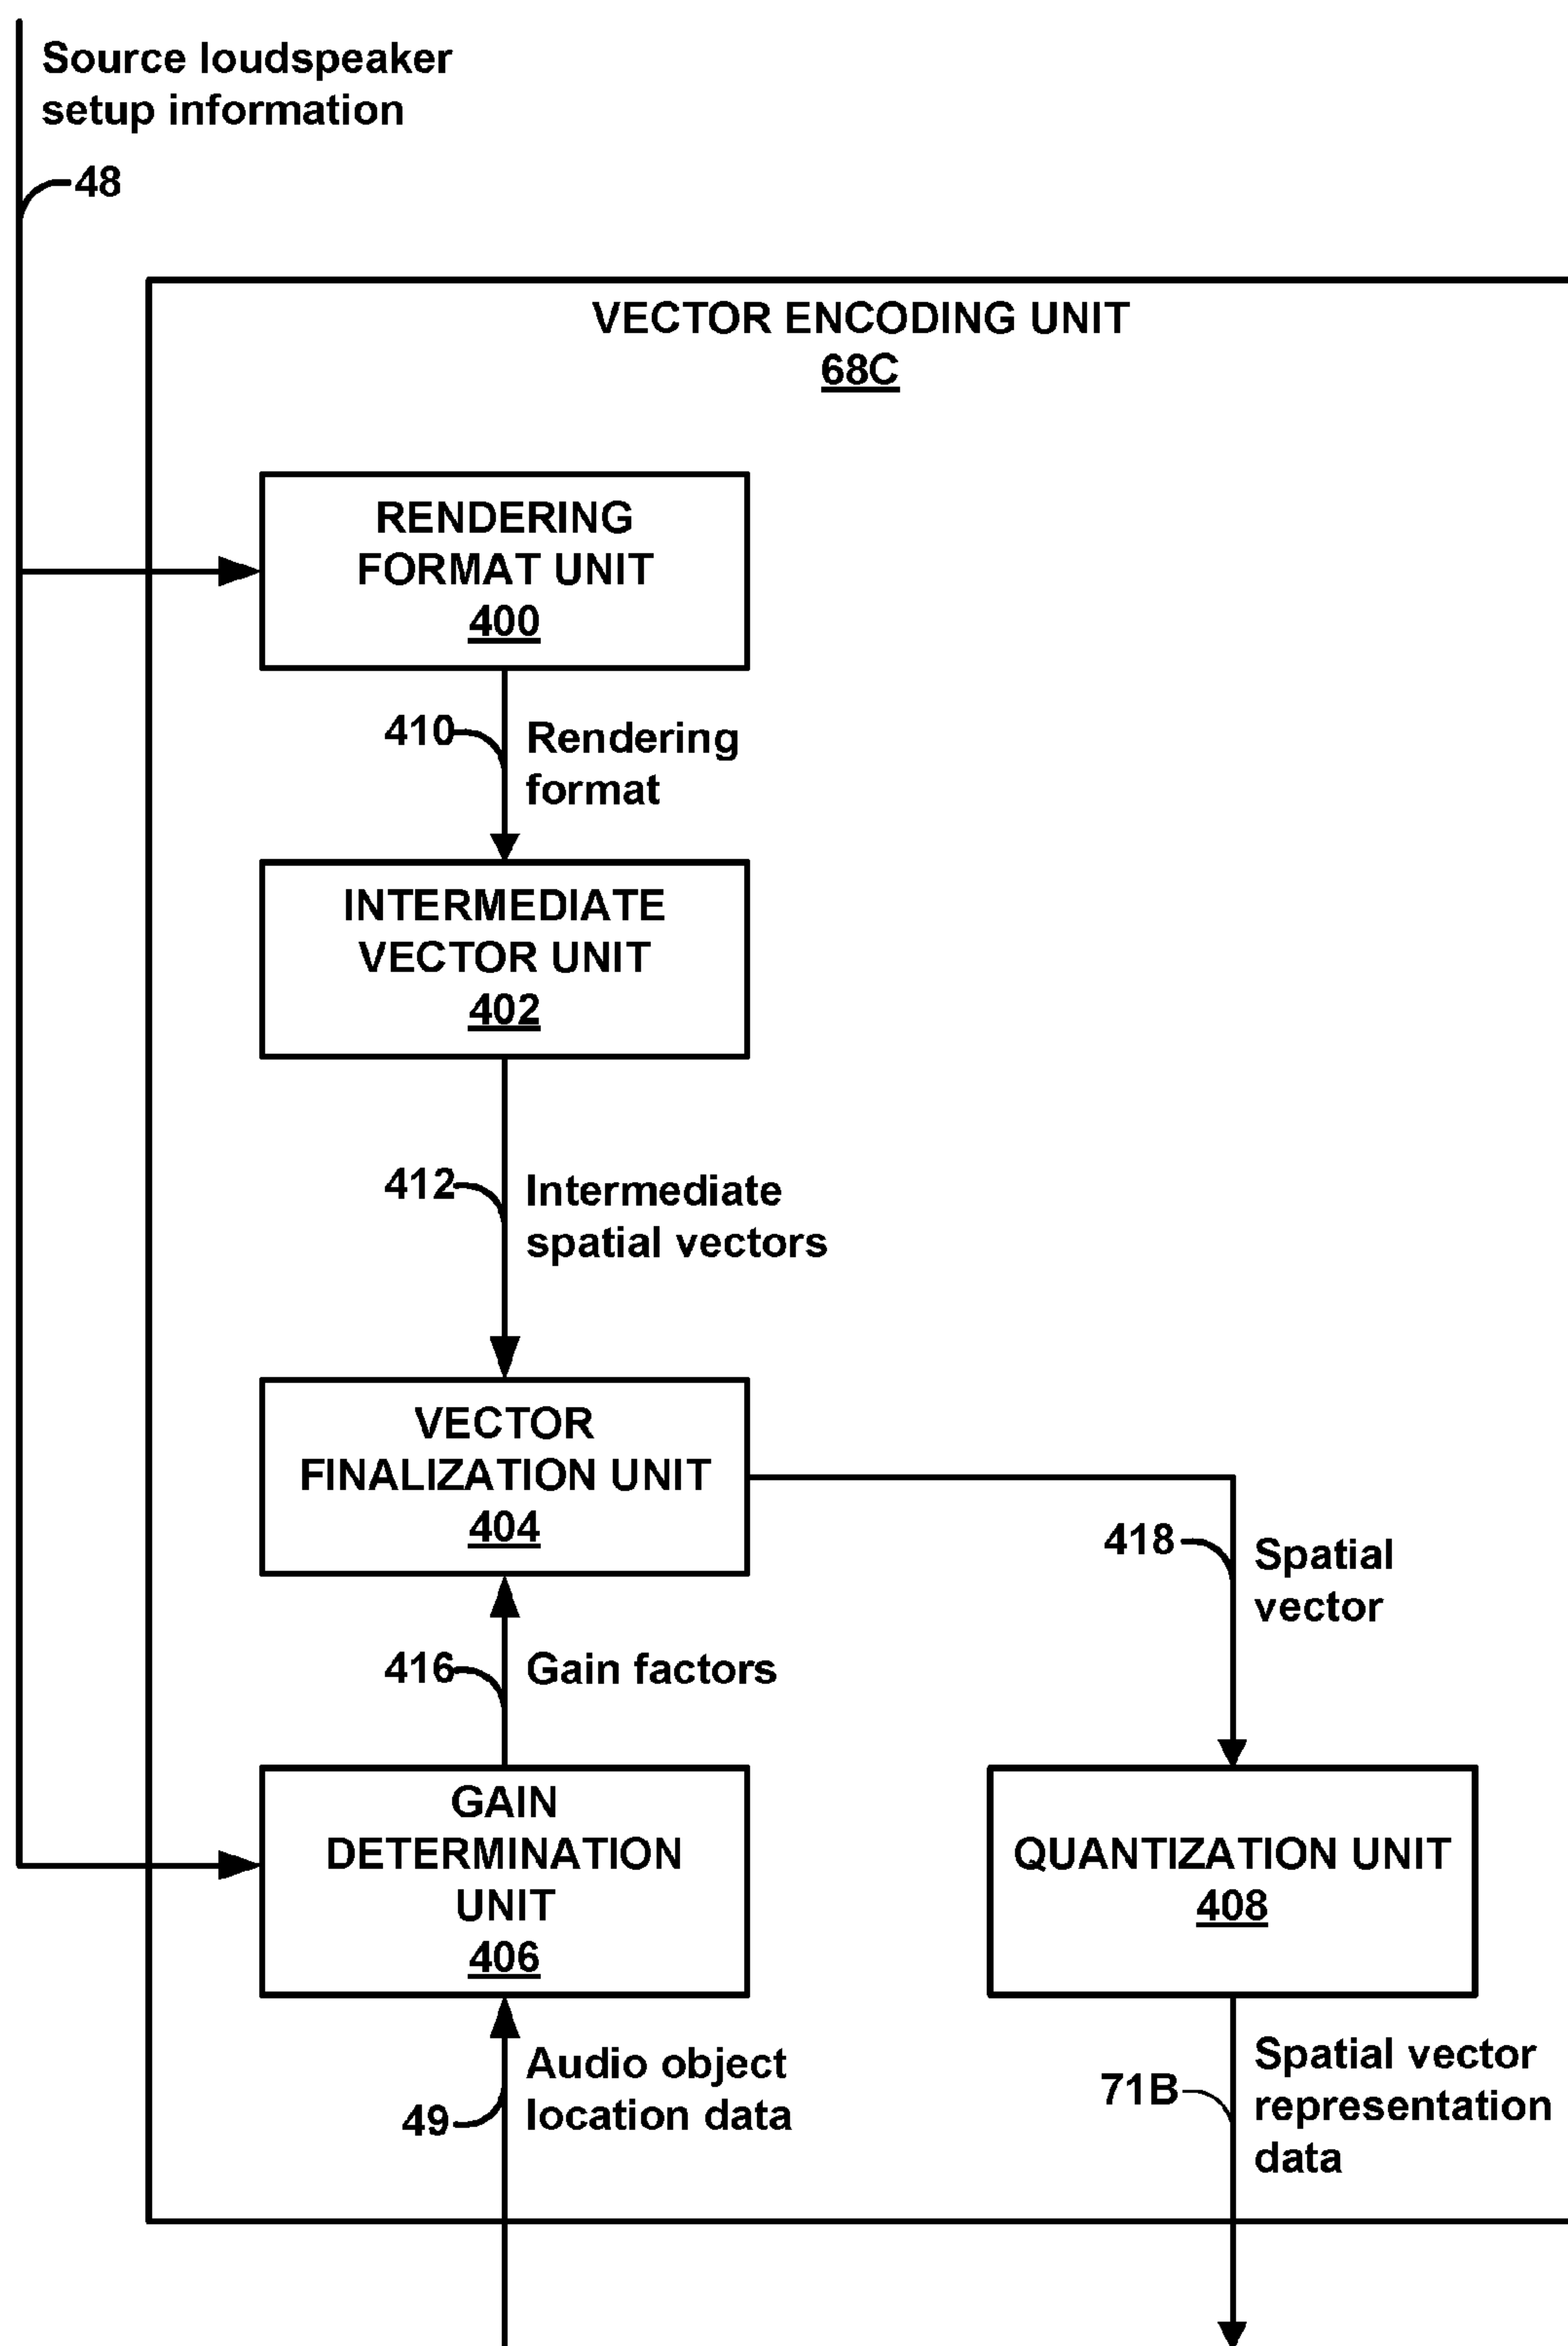 Source loudspeaker
setup information
48
VECTOR ENCODING UNIT
68C
RENDERING
FORMAT UNIT
400
410
Rendering
format
INTERMEDIATE
VECTOR UNIT
402
412
Intermediate
spatial vectors
VECTOR
FINALIZATION UNIT
404
418
Spatial
vector
416
Gain factors
GAIN
DETERMINATION
UNIT
406
QUANTIZATION UNIT
408
49
Audio object
location data
71B
Spatial vector
representation
data